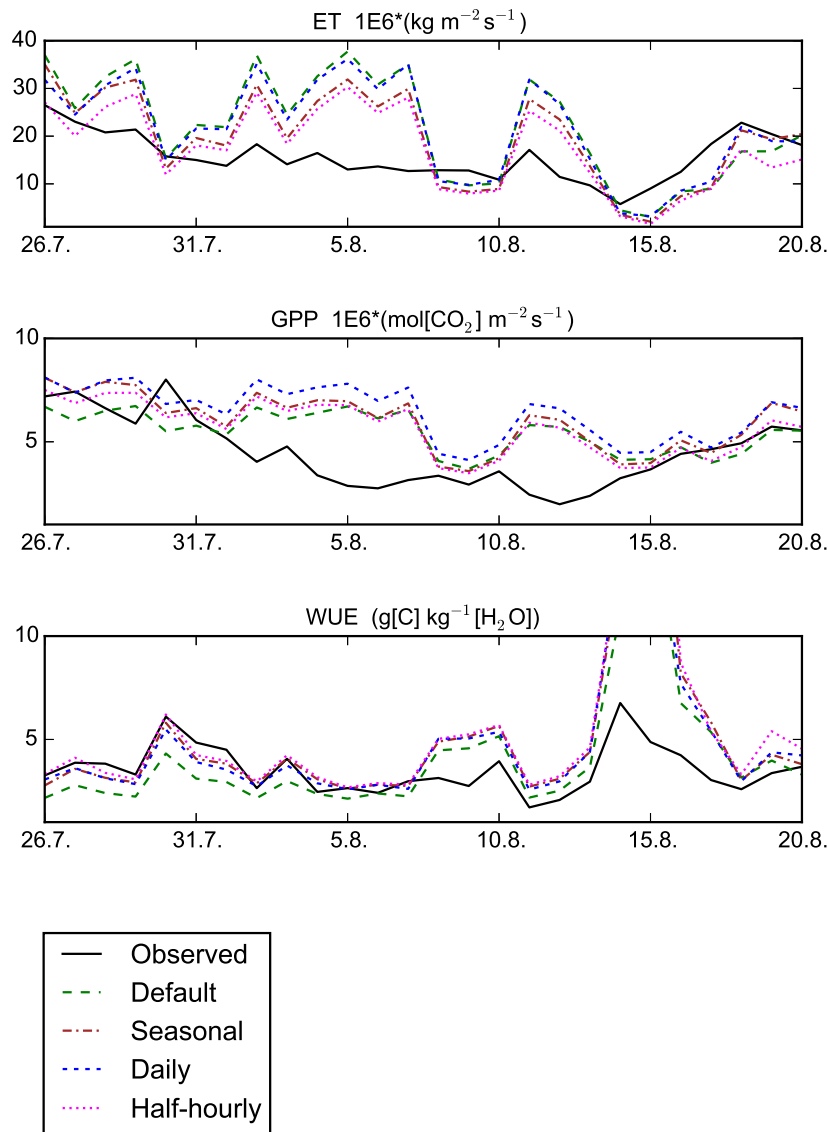 ET 1E6*(kg m⁻² s⁻¹)
40
30
20
10
26.7. 31.7. 5.8. 10.8. 15.8. 20.8.
GPP 1E6*(mol[CO₂] m⁻² s⁻¹)
10
5
26.7. 31.7. 5.8. 10.8. 15.8. 20.8.
WUE (g[C] kg⁻¹ [H₂O])
10
5
26.7. 31.7. 5.8. 10.8. 15.8. 20.8.
Observed
Default
Seasonal
Daily
Half-hourly